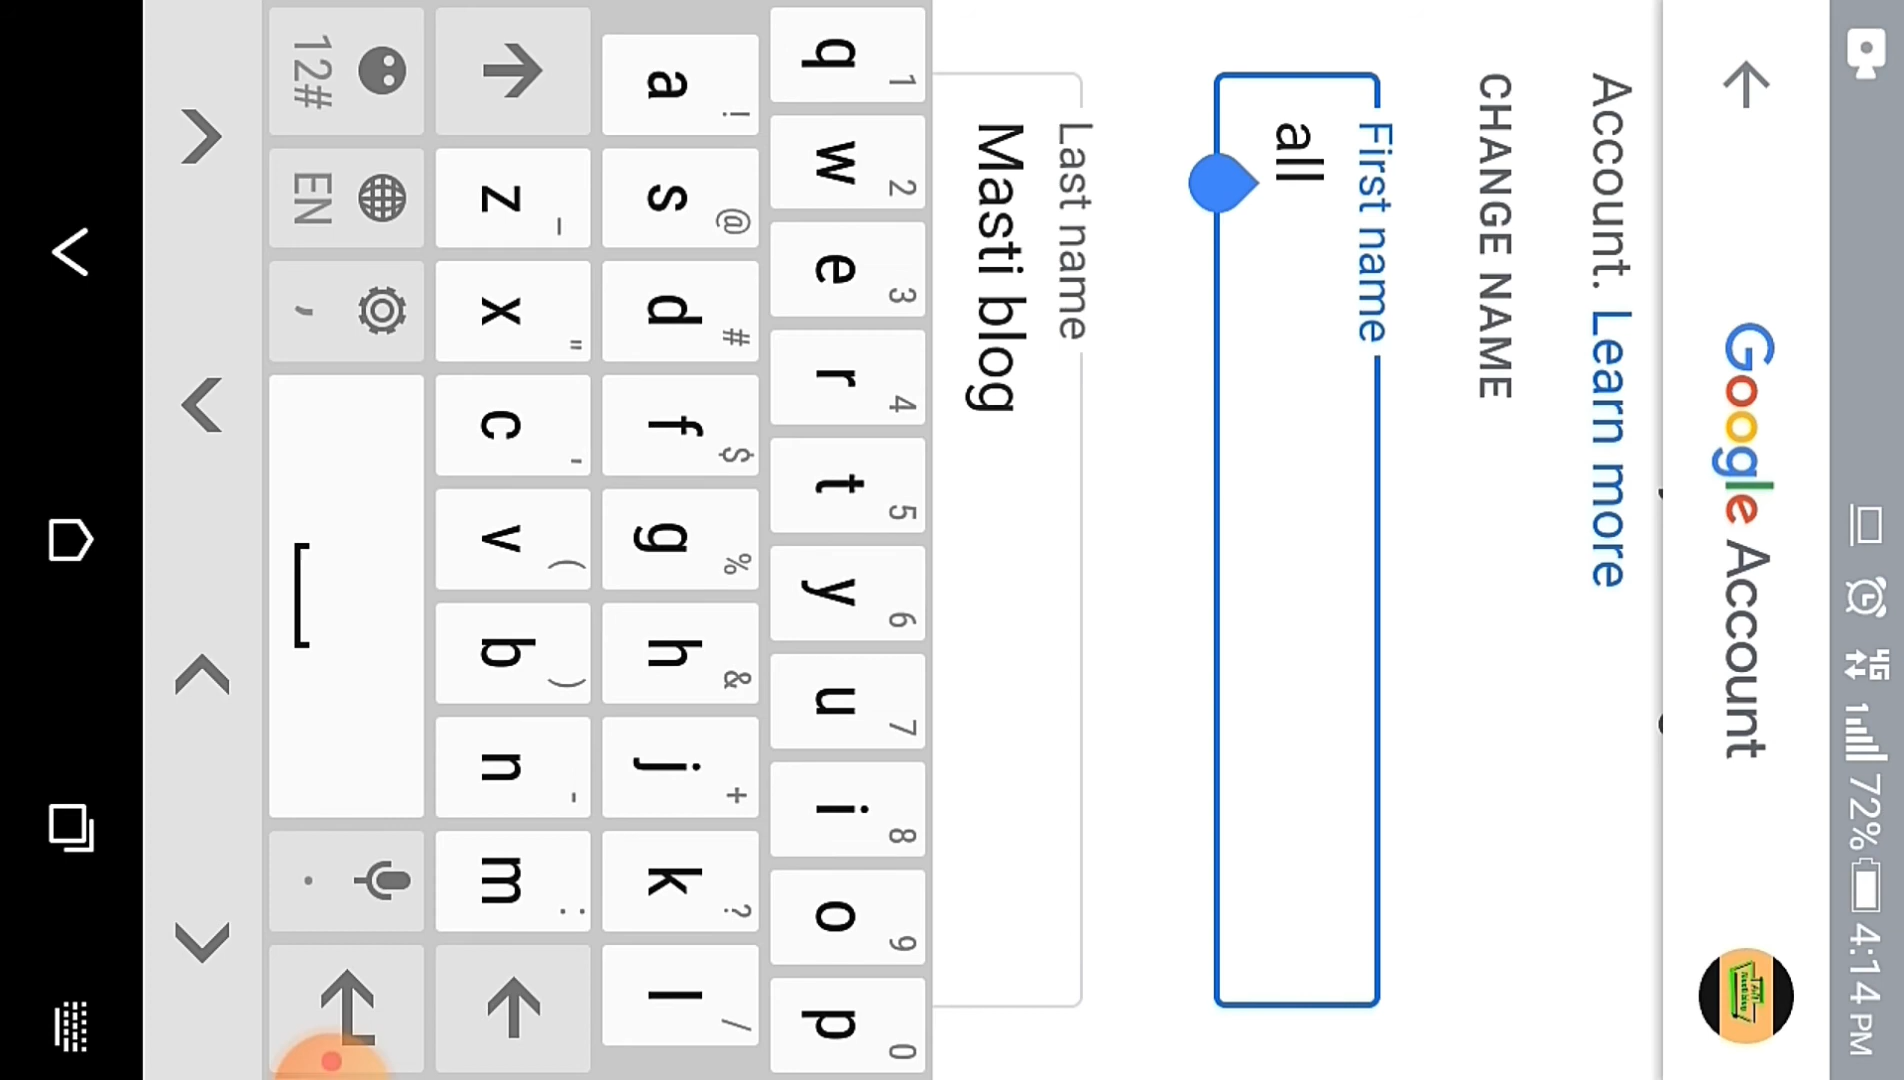 4G 72% 4:14 PM
Google Account
Account. Learn more
CHANGE NAME
First name
all
Last name
Masti blog
q 1 w 2 e 3 r 4 t 5 y 6 u 7 i 8 o 9 p 0
a ! s @ d # f $ g % h & j + k ? l /
z _ x " c ' v ( b ) n - m :
12# EN , .